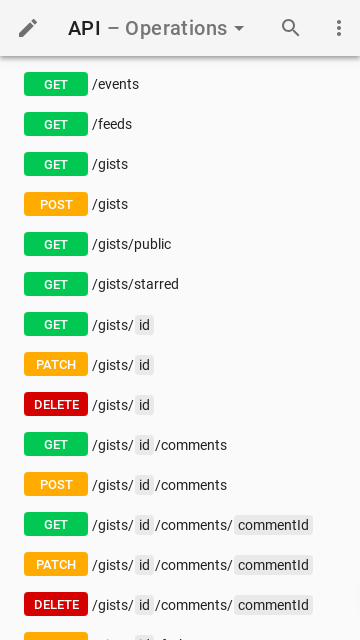 API – Operations
GET /events
GET /feeds
GET /gists
POST /gists
GET /gists/public
GET /gists/starred
GET /gists/ id
PATCH /gists/ id
DELETE /gists/ id
GET /gists/ id /comments
POST /gists/ id /comments
GET /gists/ id /comments/ commentId
PATCH /gists/ id /comments/ commentId
DELETE /gists/ id /comments/ commentId